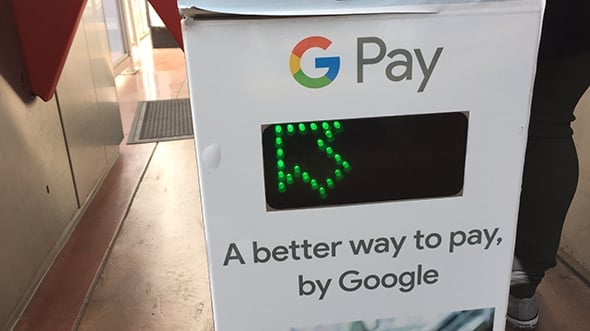 G Pay
A better way to pay,
by Google